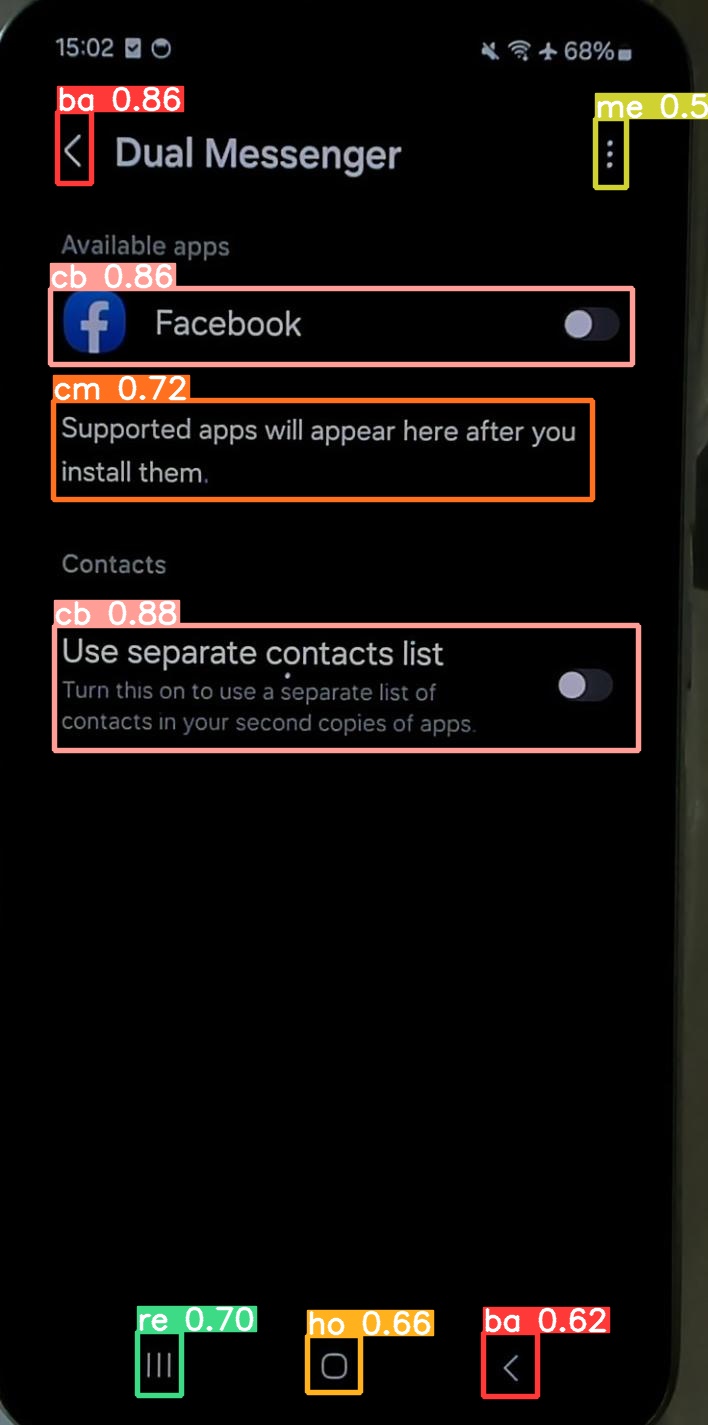 15:02 68%
ba 0.86
me 0.5
Dual Messenger
Available apps
cb 0.86
Facebook
cm 0.72
Supported apps will appear here after you
install them.
Contacts
cb 0.88
Use separate contacts list
Turn this on to use a separate list of
contacts in your second copies of apps.
re 0.70
ho 0.66
ba 0.62